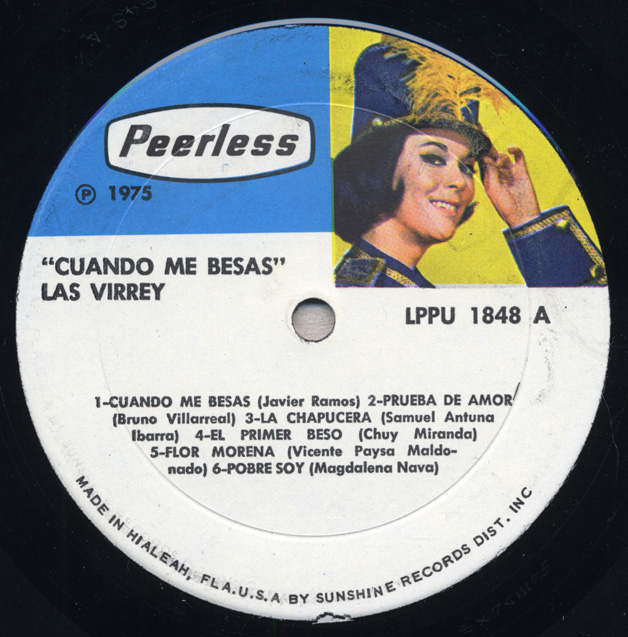 Peerless
℗ 1975
"CUANDO ME BESAS"
LAS VIRREY
LPPU 1848 A
1-CUANDO ME BESAS (Javier Ramos) 2-PRUEBA DE AMOR
(Bruno Villarreal) 3-LA CHAPUCERA (Samuel Antuna
Ibarra) 4-EL PRIMER BESO (Chuy Miranda)
5-FLOR MORENA (Vicente Paysa Maldo-
nado) 6-POBRE SOY (Magdalena Nava)
MADE IN HIALEAH, FLA.U.S.A BY SUNSHINE RECORDS DIST. INC